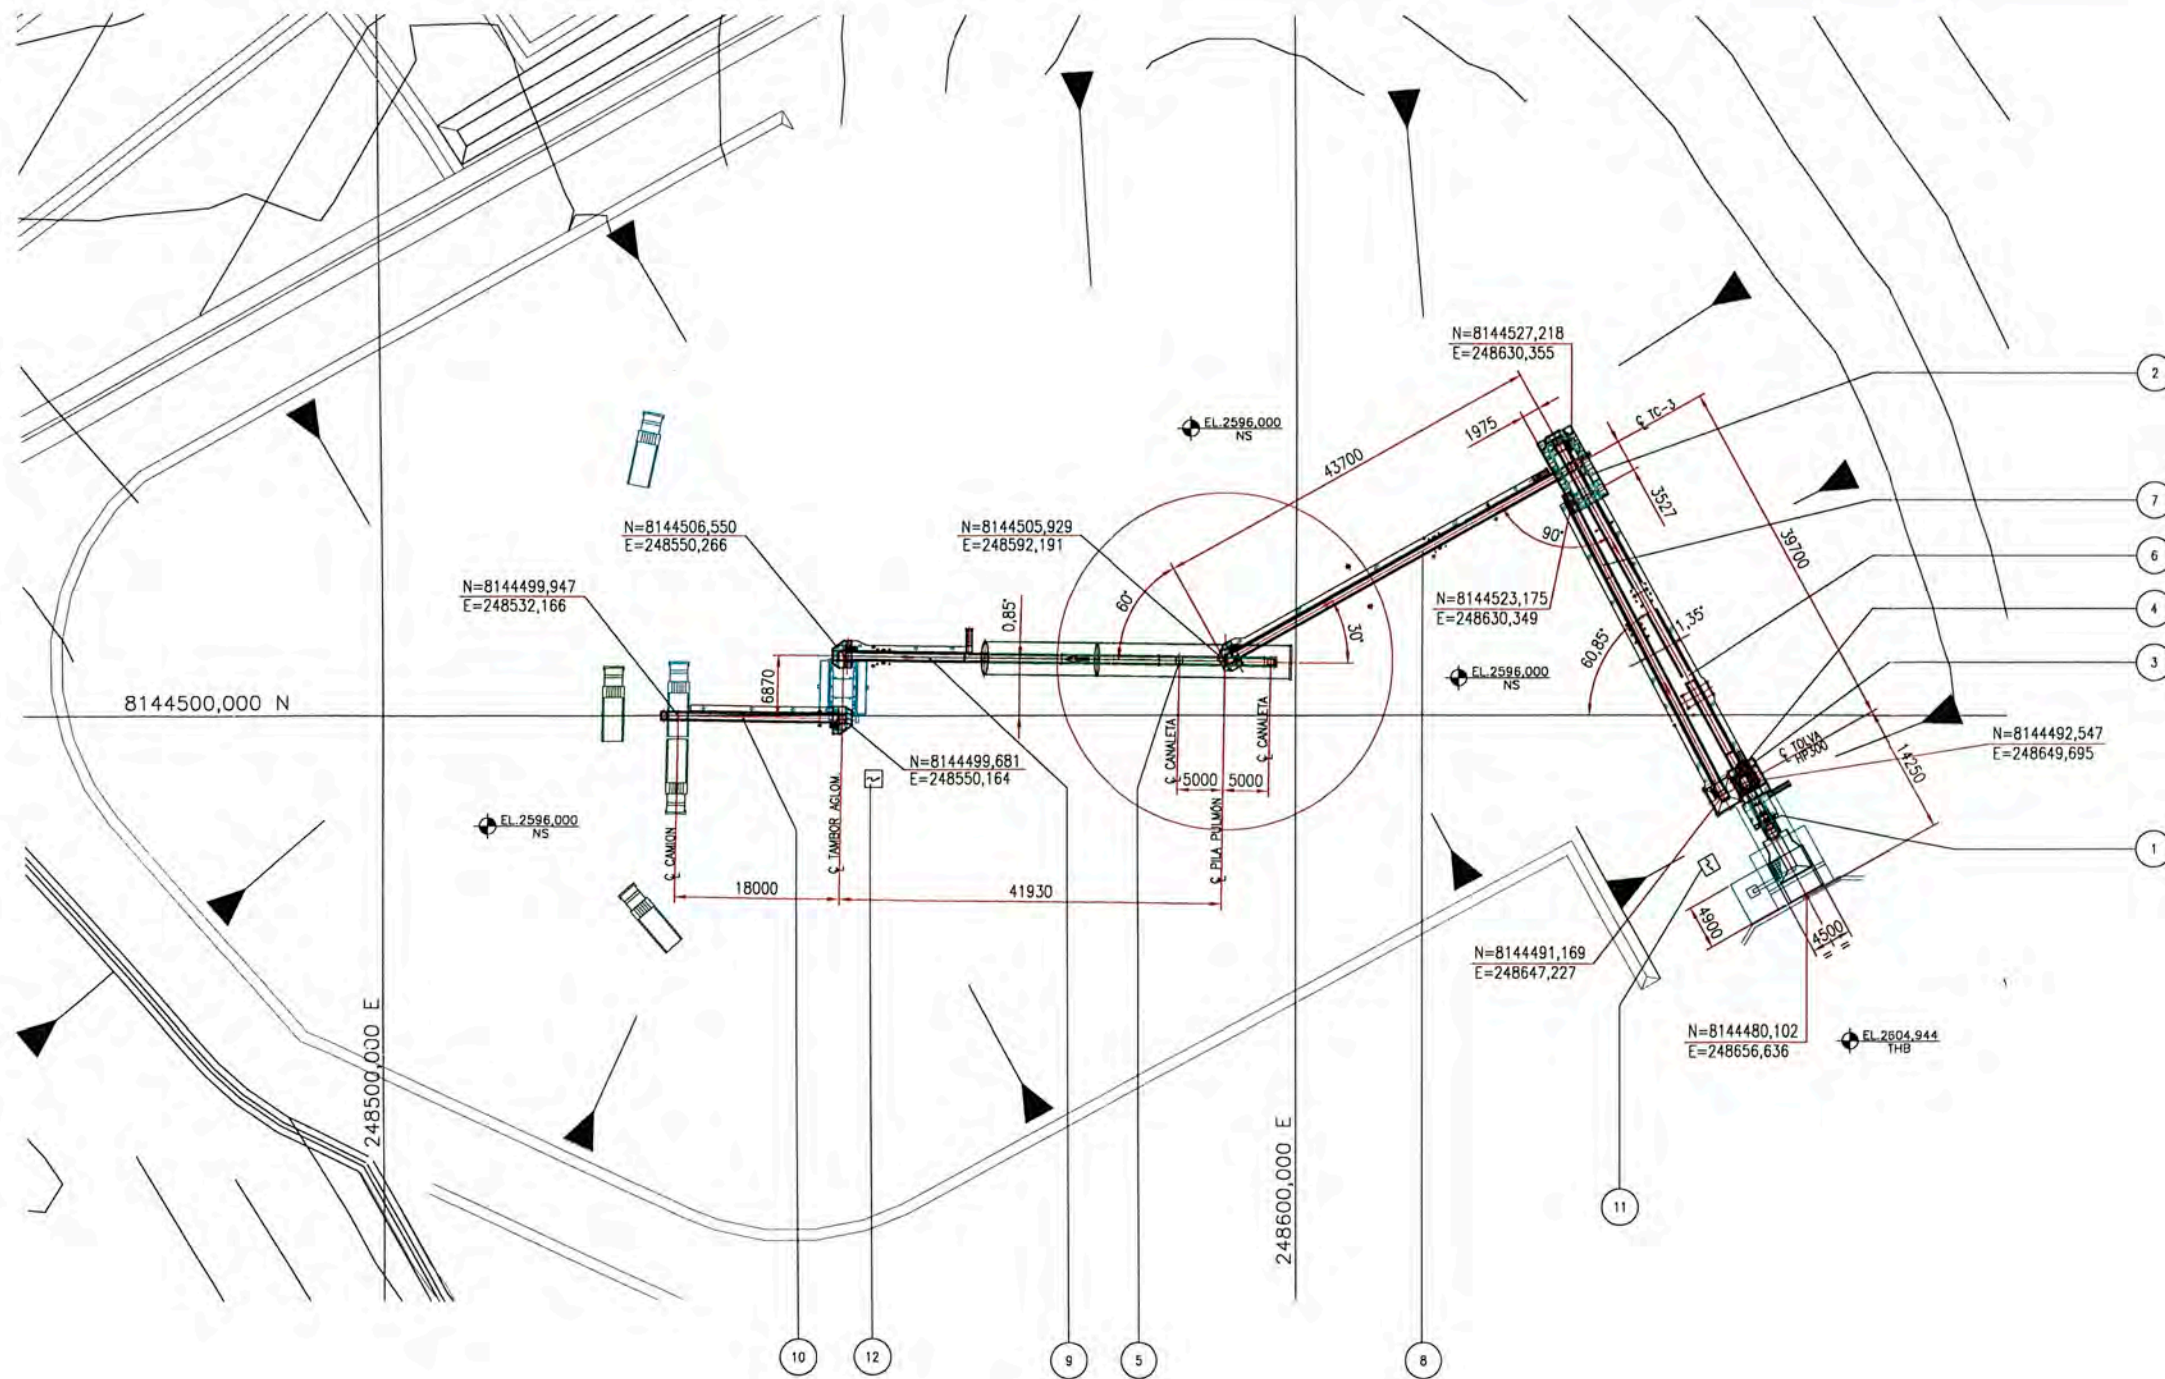 N=8144527,218
E=248630,355
2
℄ TC-3
1975
EL.2596,000
NS
43700
3527
7
N=8144506,550
E=248550,266
N=8144505,929
E=248592,191
90°
39700
6
N=8144499,947
E=248532,166
60°
N=8144523,175
E=248630,349
4
0,85°
30°
1,35°
60,85°
3
EL.2596,000
NS
6870
8144500,000 N
℄ CANALETA
℄ CANALETA
℄ TOLVA
HP300
N=8144492,547
E=248649,695
N=8144499,681
E=248550,164
5000
5000
14250
EL.2596,000
NS
℄ CAMION
℄ TAMBOR AGLOM.
℄ PILA PULMÓN
1
18000
41930
4900
4500
=
=
N=8144491,169
E=248647,227
248500,000 E
N=8144480,102
E=248656,636
EL.2604,944
THB
248600,000 E
11
10
12
9
5
8